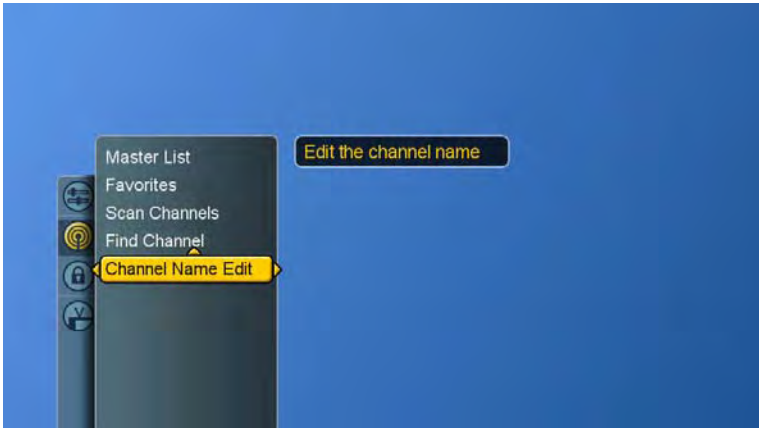 Master List
Favorites
Scan Channels
Find Channel
Channel Name Edit
Edit the channel name